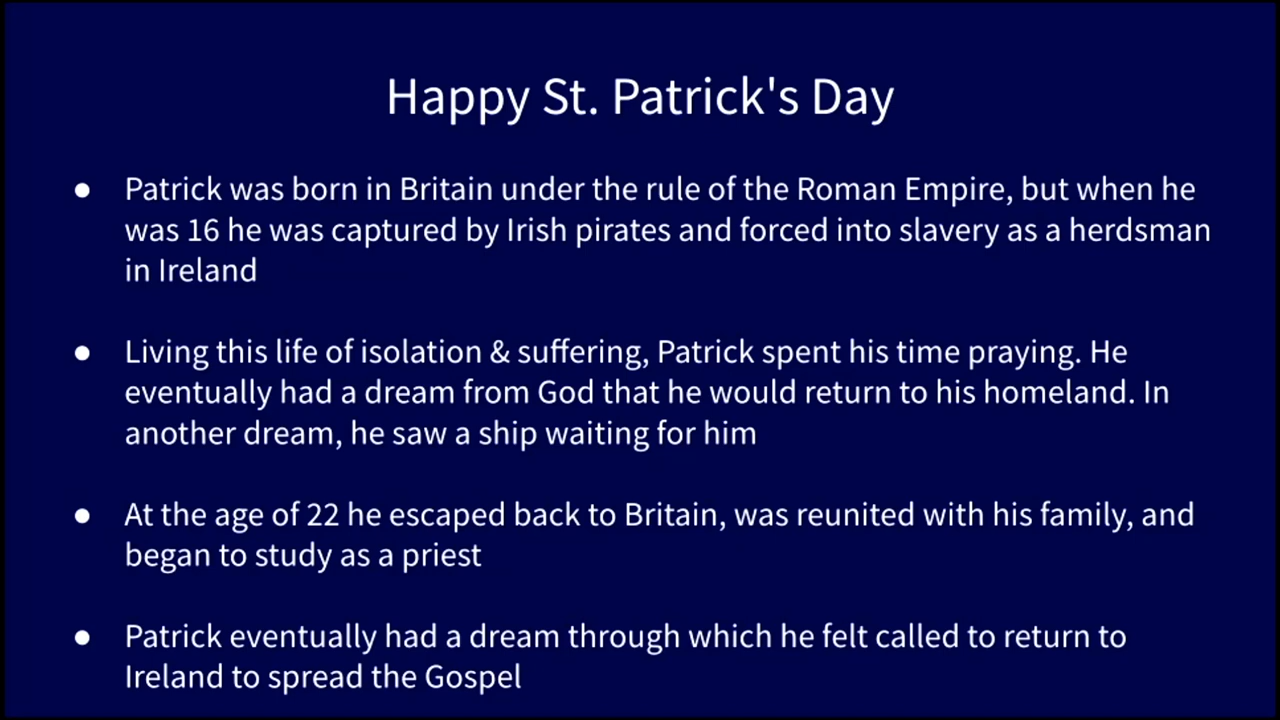 Happy St. Patrick's Day
● Patrick was born in Britain under the rule of the Roman Empire, but when he
was 16 he was captured by Irish pirates and forced into slavery as a herdsman
in Ireland
● Living this life of isolation & suffering, Patrick spent his time praying. He
eventually had a dream from God that he would return to his homeland. In
another dream, he saw a ship waiting for him
● At the age of 22 he escaped back to Britain, was reunited with his family, and
began to study as a priest
● Patrick eventually had a dream through which he felt called to return to
Ireland to spread the Gospel